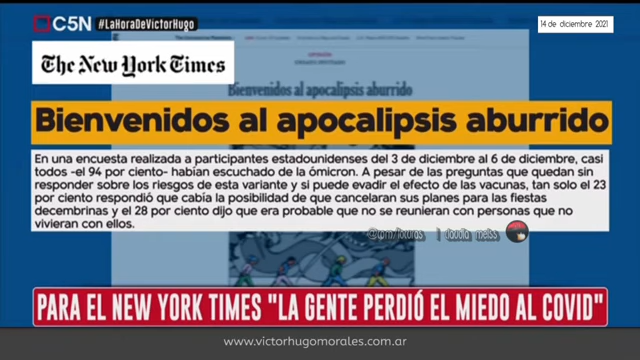 C5N #LaHoraDeVictorHugo
14 de diciembre 2021
The New York Times
Bienvenidos al apocalipsis aburrido
Bienvenidos al apocalipsis aburrido
En una encuesta realizada a participantes estadounidenses del 3 de diciembre al 6 de diciembre, casi
todos -el 94 por ciento- habían escuchado de la ómicron. A pesar de las preguntas que quedan sin
responder sobre los riesgos de esta variante y si puede evadir el efecto de las vacunas, tan solo el 23
por ciento respondió que cabía la posibilidad de que cancelaran sus planes para las fiestas
decembrinas y el 28 por ciento dijo que era probable que no se reunieran con personas que no
vivieran con ellos.
| claudia meiss
PARA EL NEW YORK TIMES "LA GENTE PERDIÓ EL MIEDO AL COVID"
www.victorhugomorales.com.ar